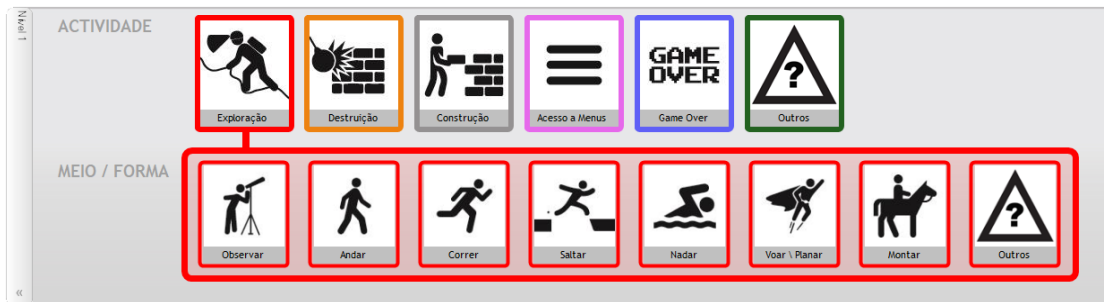 Nível 1
ACTIVIDADE
GAME
OVER
?
Exploração
Destruição
Construção
Acesso a Menus
Game Over
Outros
MEIO / FORMA
?
Observar
Andar
Correr
Saltar
Nadar
Voar \ Planar
Montar
Outros
«